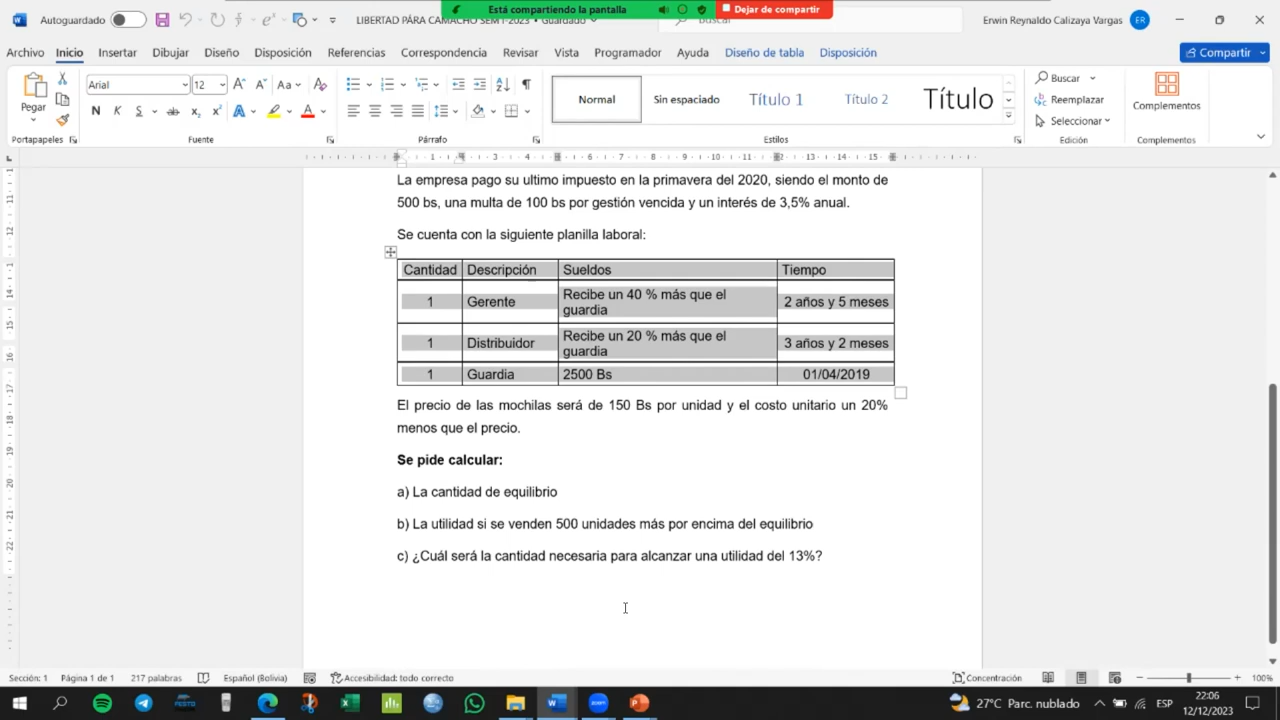 Autoguardado
LIBERTAD PÁRA CAMACHO SEM I-2023 • Guardado
Está compartiendo la pantalla
Dejar de compartir
Buscar
Erwin Reynaldo Calizaya Vargas
ER
Archivo Inicio Insertar Dibujar Diseño Disposición Referencias Correspondencia Revisar Vista Programador Ayuda Diseño de tabla Disposición
Compartir
Pegar
Arial 12
Normal
Sin espaciado
Título 1
Título 2
Título
Buscar
Reemplazar
Seleccionar
Complementos
Portapapeles
Fuente
Párrafo
Estilos
Edición
Complementos
La empresa pago su ultimo impuesto en la primavera del 2020, siendo el monto de
500 bs, una multa de 100 bs por gestión vencida y un interés de 3,5% anual.
Se cuenta con la siguiente planilla laboral:
Cantidad Descripción Sueldos Tiempo
1 Gerente Recibe un 40 % más que el guardia 2 años y 5 meses
1 Distribuidor Recibe un 20 % más que el guardia 3 años y 2 meses
1 Guardia 2500 Bs 01/04/2019
El precio de las mochilas será de 150 Bs por unidad y el costo unitario un 20%
menos que el precio.
Se pide calcular:
a) La cantidad de equilibrio
b) La utilidad si se venden 500 unidades más por encima del equilibrio
c) ¿Cuál será la cantidad necesaria para alcanzar una utilidad del 13%?
Sección: 1 Página 1 de 1 217 palabras Español (Bolivia) Accesibilidad: todo correcto
Concentración
100%
27°C Parc. nublado
ESP
22:06
12/12/2023